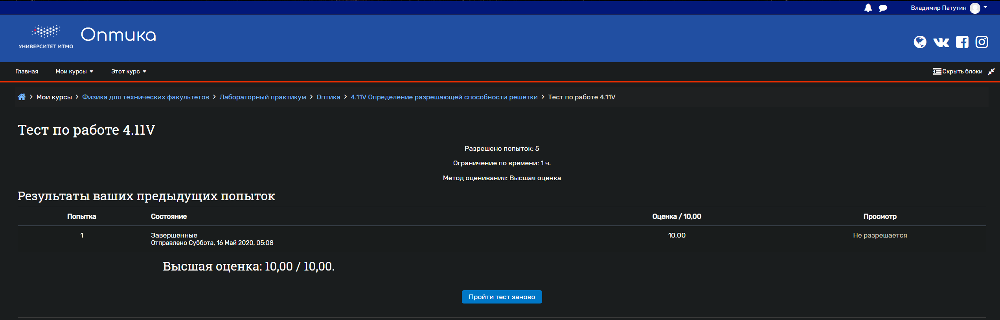 Владимир Патутин
УНИВЕРСИТЕТ ИТМО
Оптика
Главная Мои курсы Этот курс Скрыть блоки
Мои курсы Физика для технических факультетов Лабораторный практикум Оптика 4.11V Определение разрешающей способности решетки Тест по работе 4.11V
Тест по работе 4.11V
Разрешено попыток: 5
Ограничение по времени: 1 ч.
Метод оценивания: Высшая оценка
Результаты ваших предыдущих попыток
Попытка Состояние Оценка / 10,00 Просмотр
1 Завершенные 10,00 Не разрешается
Отправлено Суббота, 16 Май 2020, 05:08
Высшая оценка: 10,00 / 10,00.
Пройти тест заново